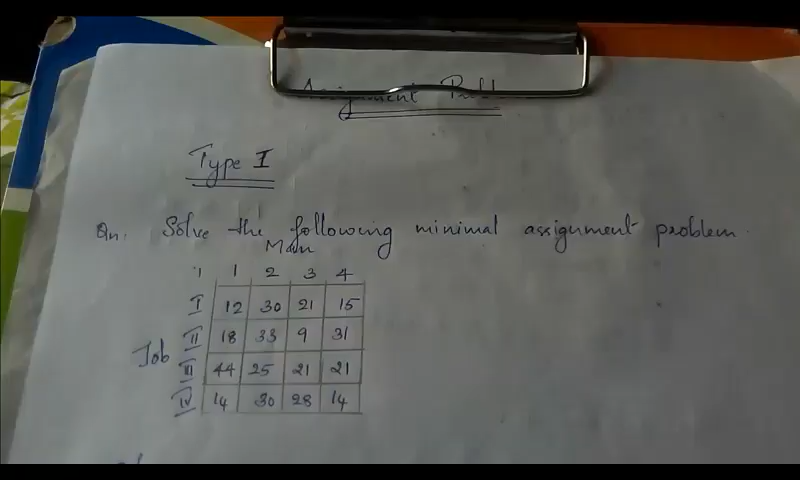 Assignment
Type I
Qn. Solve the following minimal assignment problem.
Man
1 2 3 4
I 12 30 21 15
II 18 33 9 31
Job III 44 25 21 21
IV 14 30 28 14